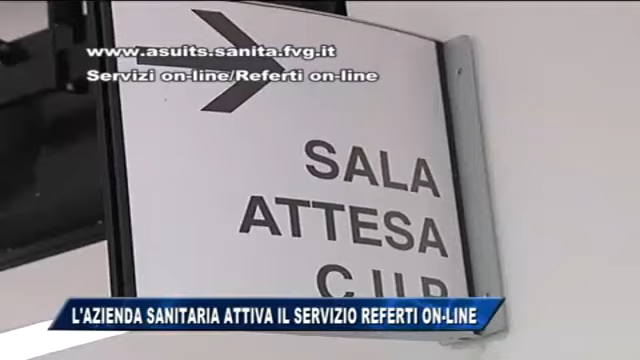 www.asuits.sanita.fvg.it
Servizi on-line/Referti on-line
SALA
ATTESA
C.U.P
L'AZIENDA SANITARIA ATTIVA IL SERVIZIO REFERTI ON-LINE